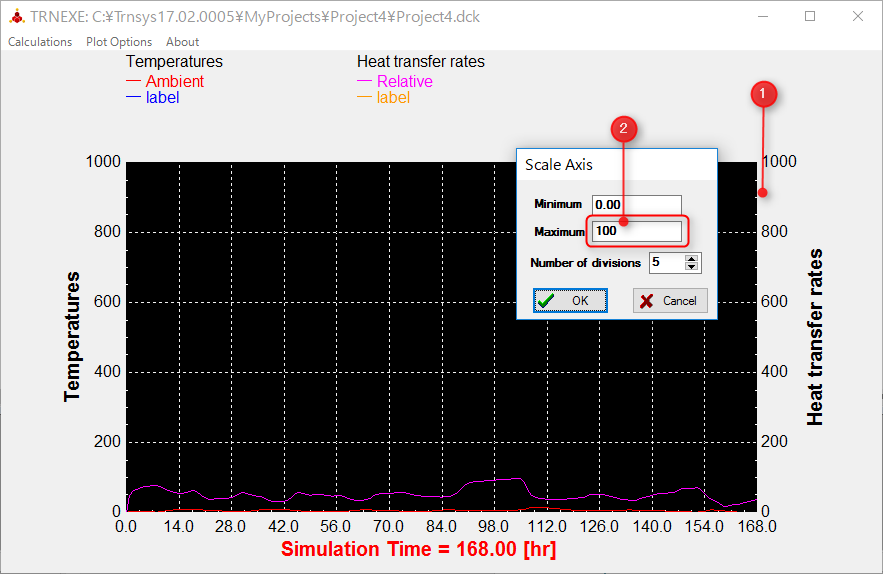 TRNEXE: C:¥Trnsys17.02.0005¥MyProjects¥Project4¥Project4.dck
Calculations Plot Options About
Temperatures Heat transfer rates
Ambient Relative
label label
1
2
1000 1000
Scale Axis
Minimum 0.00
Maximum 100
Number of divisions 5
OK Cancel
800 800
600 600
400 400
200 200
0 0
Temperatures
Heat transfer rates
0.0 14.0 28.0 42.0 56.0 70.0 84.0 98.0 112.0 126.0 140.0 154.0 168.0
Simulation Time = 168.00 [hr]